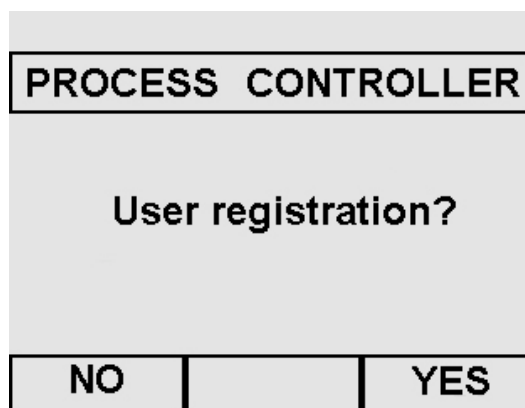 PROCESS CONTROLLER
User registration?
NO YES